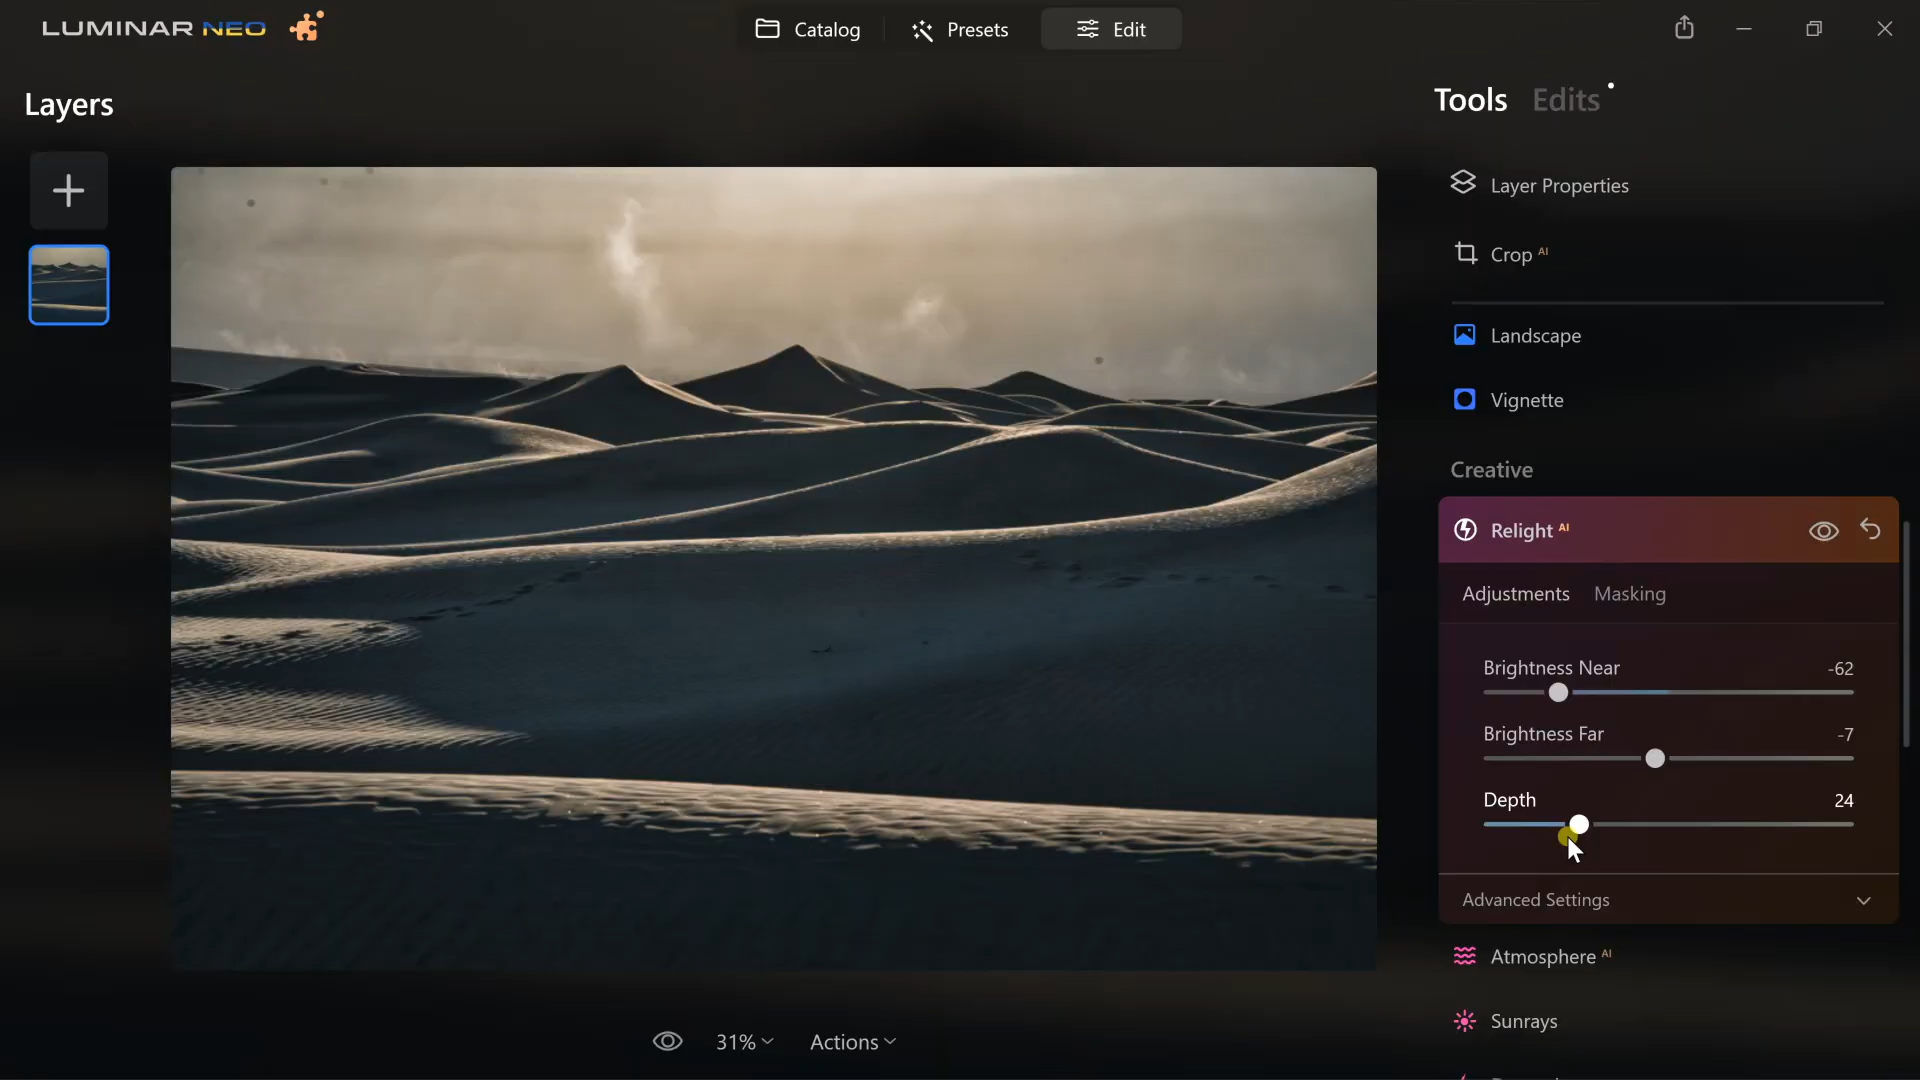 LUMINAR NEO
Catalog
Presets
Edit
Layers
Tools
Edits
Layer Properties
Crop AI
Landscape
Vignette
Creative
Relight AI
Adjustments
Masking
Brightness Near
-62
Brightness Far
-7
Depth
24
Advanced Settings
Atmosphere AI
Sunrays
31%
Actions